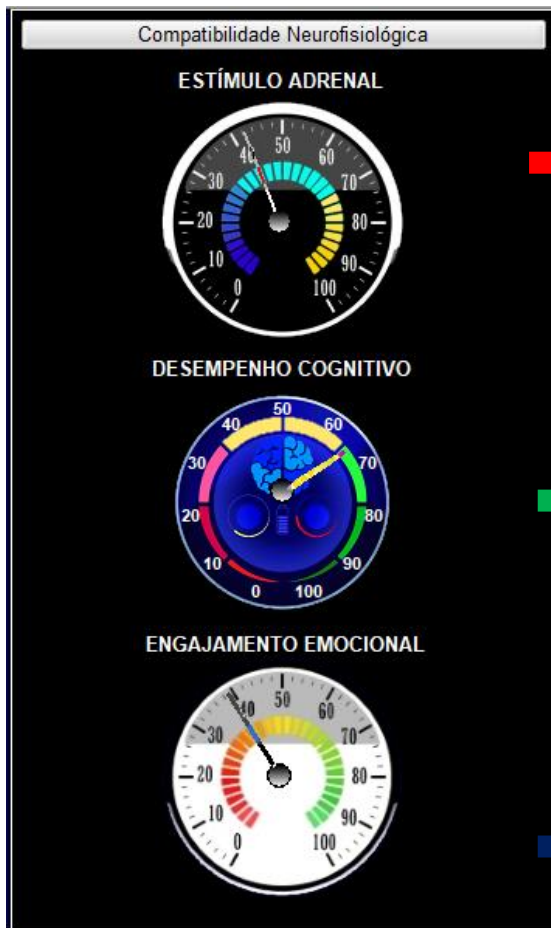 Compatibilidade Neurofisiológica
ESTÍMULO ADRENAL
0 10 20 30 40 50 60 70 80 90 100
DESEMPENHO COGNITIVO
0 10 20 30 40 50 60 70 80 90 100
ENGAJAMENTO EMOCIONAL
0 10 20 30 40 50 60 70 80 90 100